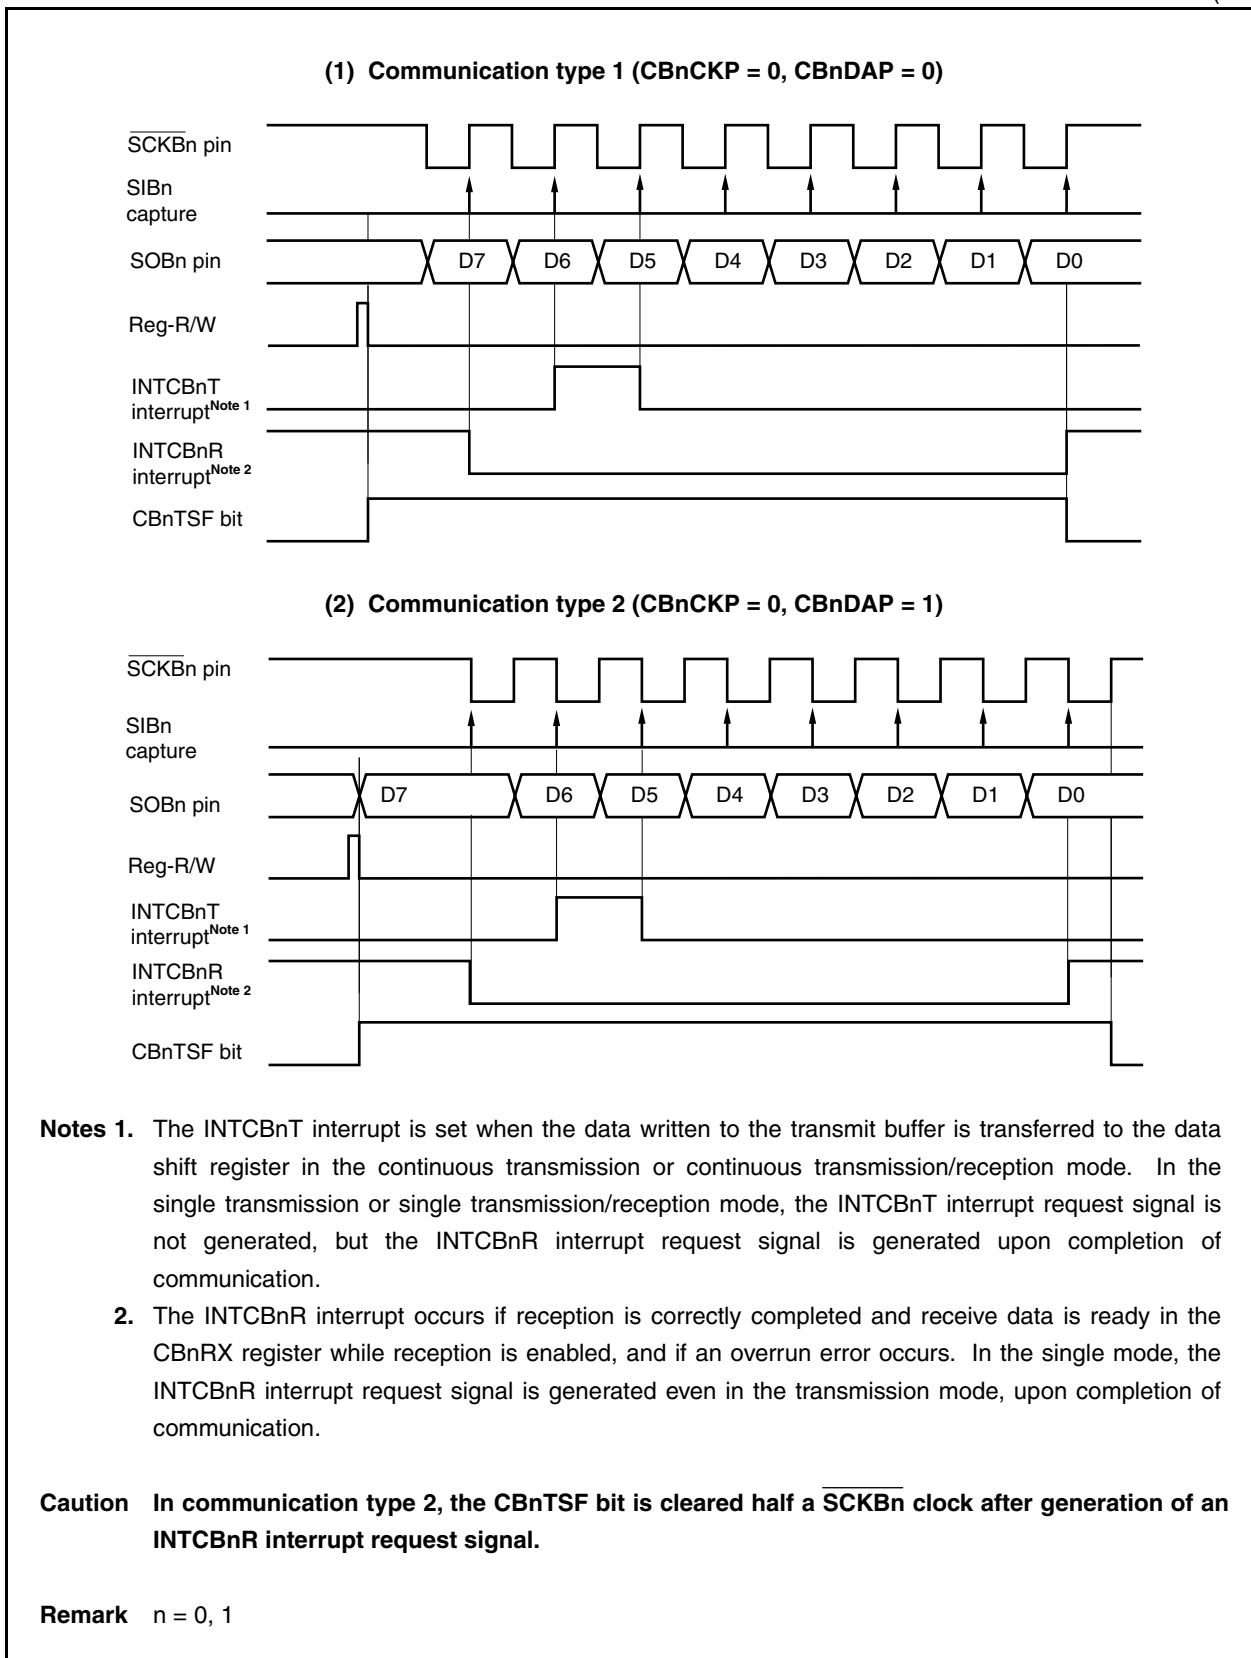 (1) Communication type 1 (CBnCKP = 0, CBnDAP = 0)
SCKBn pin
SIBn
capture
SOBn pin
D7 D6 D5 D4 D3 D2 D1 D0
Reg-R/W
INTCBnT
interrupt Note 1
INTCBnR
interrupt Note 2
CBnTSF bit
(2) Communication type 2 (CBnCKP = 0, CBnDAP = 1)
SCKBn pin
SIBn
capture
SOBn pin
D7 D6 D5 D4 D3 D2 D1 D0
Reg-R/W
INTCBnT
interrupt Note 1
INTCBnR
interrupt Note 2
CBnTSF bit
Notes 1. The INTCBnT interrupt is set when the data written to the transmit buffer is transferred to the data
shift register in the continuous transmission or continuous transmission/reception mode. In the
single transmission or single transmission/reception mode, the INTCBnT interrupt request signal is
not generated, but the INTCBnR interrupt request signal is generated upon completion of
communication.
2. The INTCBnR interrupt occurs if reception is correctly completed and receive data is ready in the
CBnRX register while reception is enabled, and if an overrun error occurs. In the single mode, the
INTCBnR interrupt request signal is generated even in the transmission mode, upon completion of
communication.
Caution In communication type 2, the CBnTSF bit is cleared half a SCKBn clock after generation of an
INTCBnR interrupt request signal.
Remark n = 0, 1